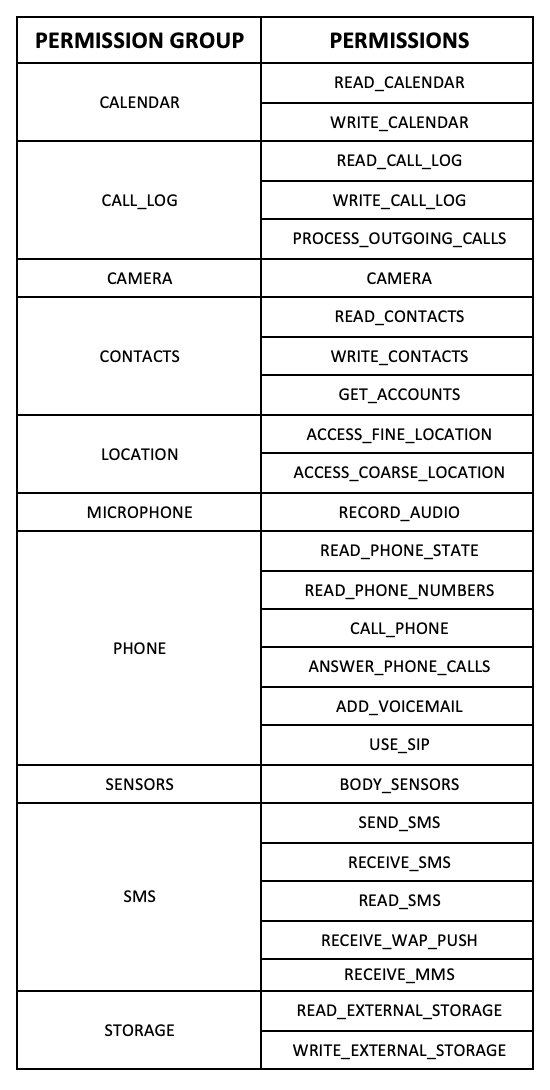 PERMISSION GROUP PERMISSIONS
CALENDAR
READ_CALENDAR
WRITE_CALENDAR
CALL_LOG
READ_CALL_LOG
WRITE_CALL_LOG
PROCESS_OUTGOING_CALLS
CAMERA CAMERA
CONTACTS
READ_CONTACTS
WRITE_CONTACTS
GET_ACCOUNTS
LOCATION
ACCESS_FINE_LOCATION
ACCESS_COARSE_LOCATION
MICROPHONE RECORD_AUDIO
PHONE
READ_PHONE_STATE
READ_PHONE_NUMBERS
CALL_PHONE
ANSWER_PHONE_CALLS
ADD_VOICEMAIL
USE_SIP
SENSORS BODY_SENSORS
SMS
SEND_SMS
RECEIVE_SMS
READ_SMS
RECEIVE_WAP_PUSH
RECEIVE_MMS
STORAGE
READ_EXTERNAL_STORAGE
WRITE_EXTERNAL_STORAGE